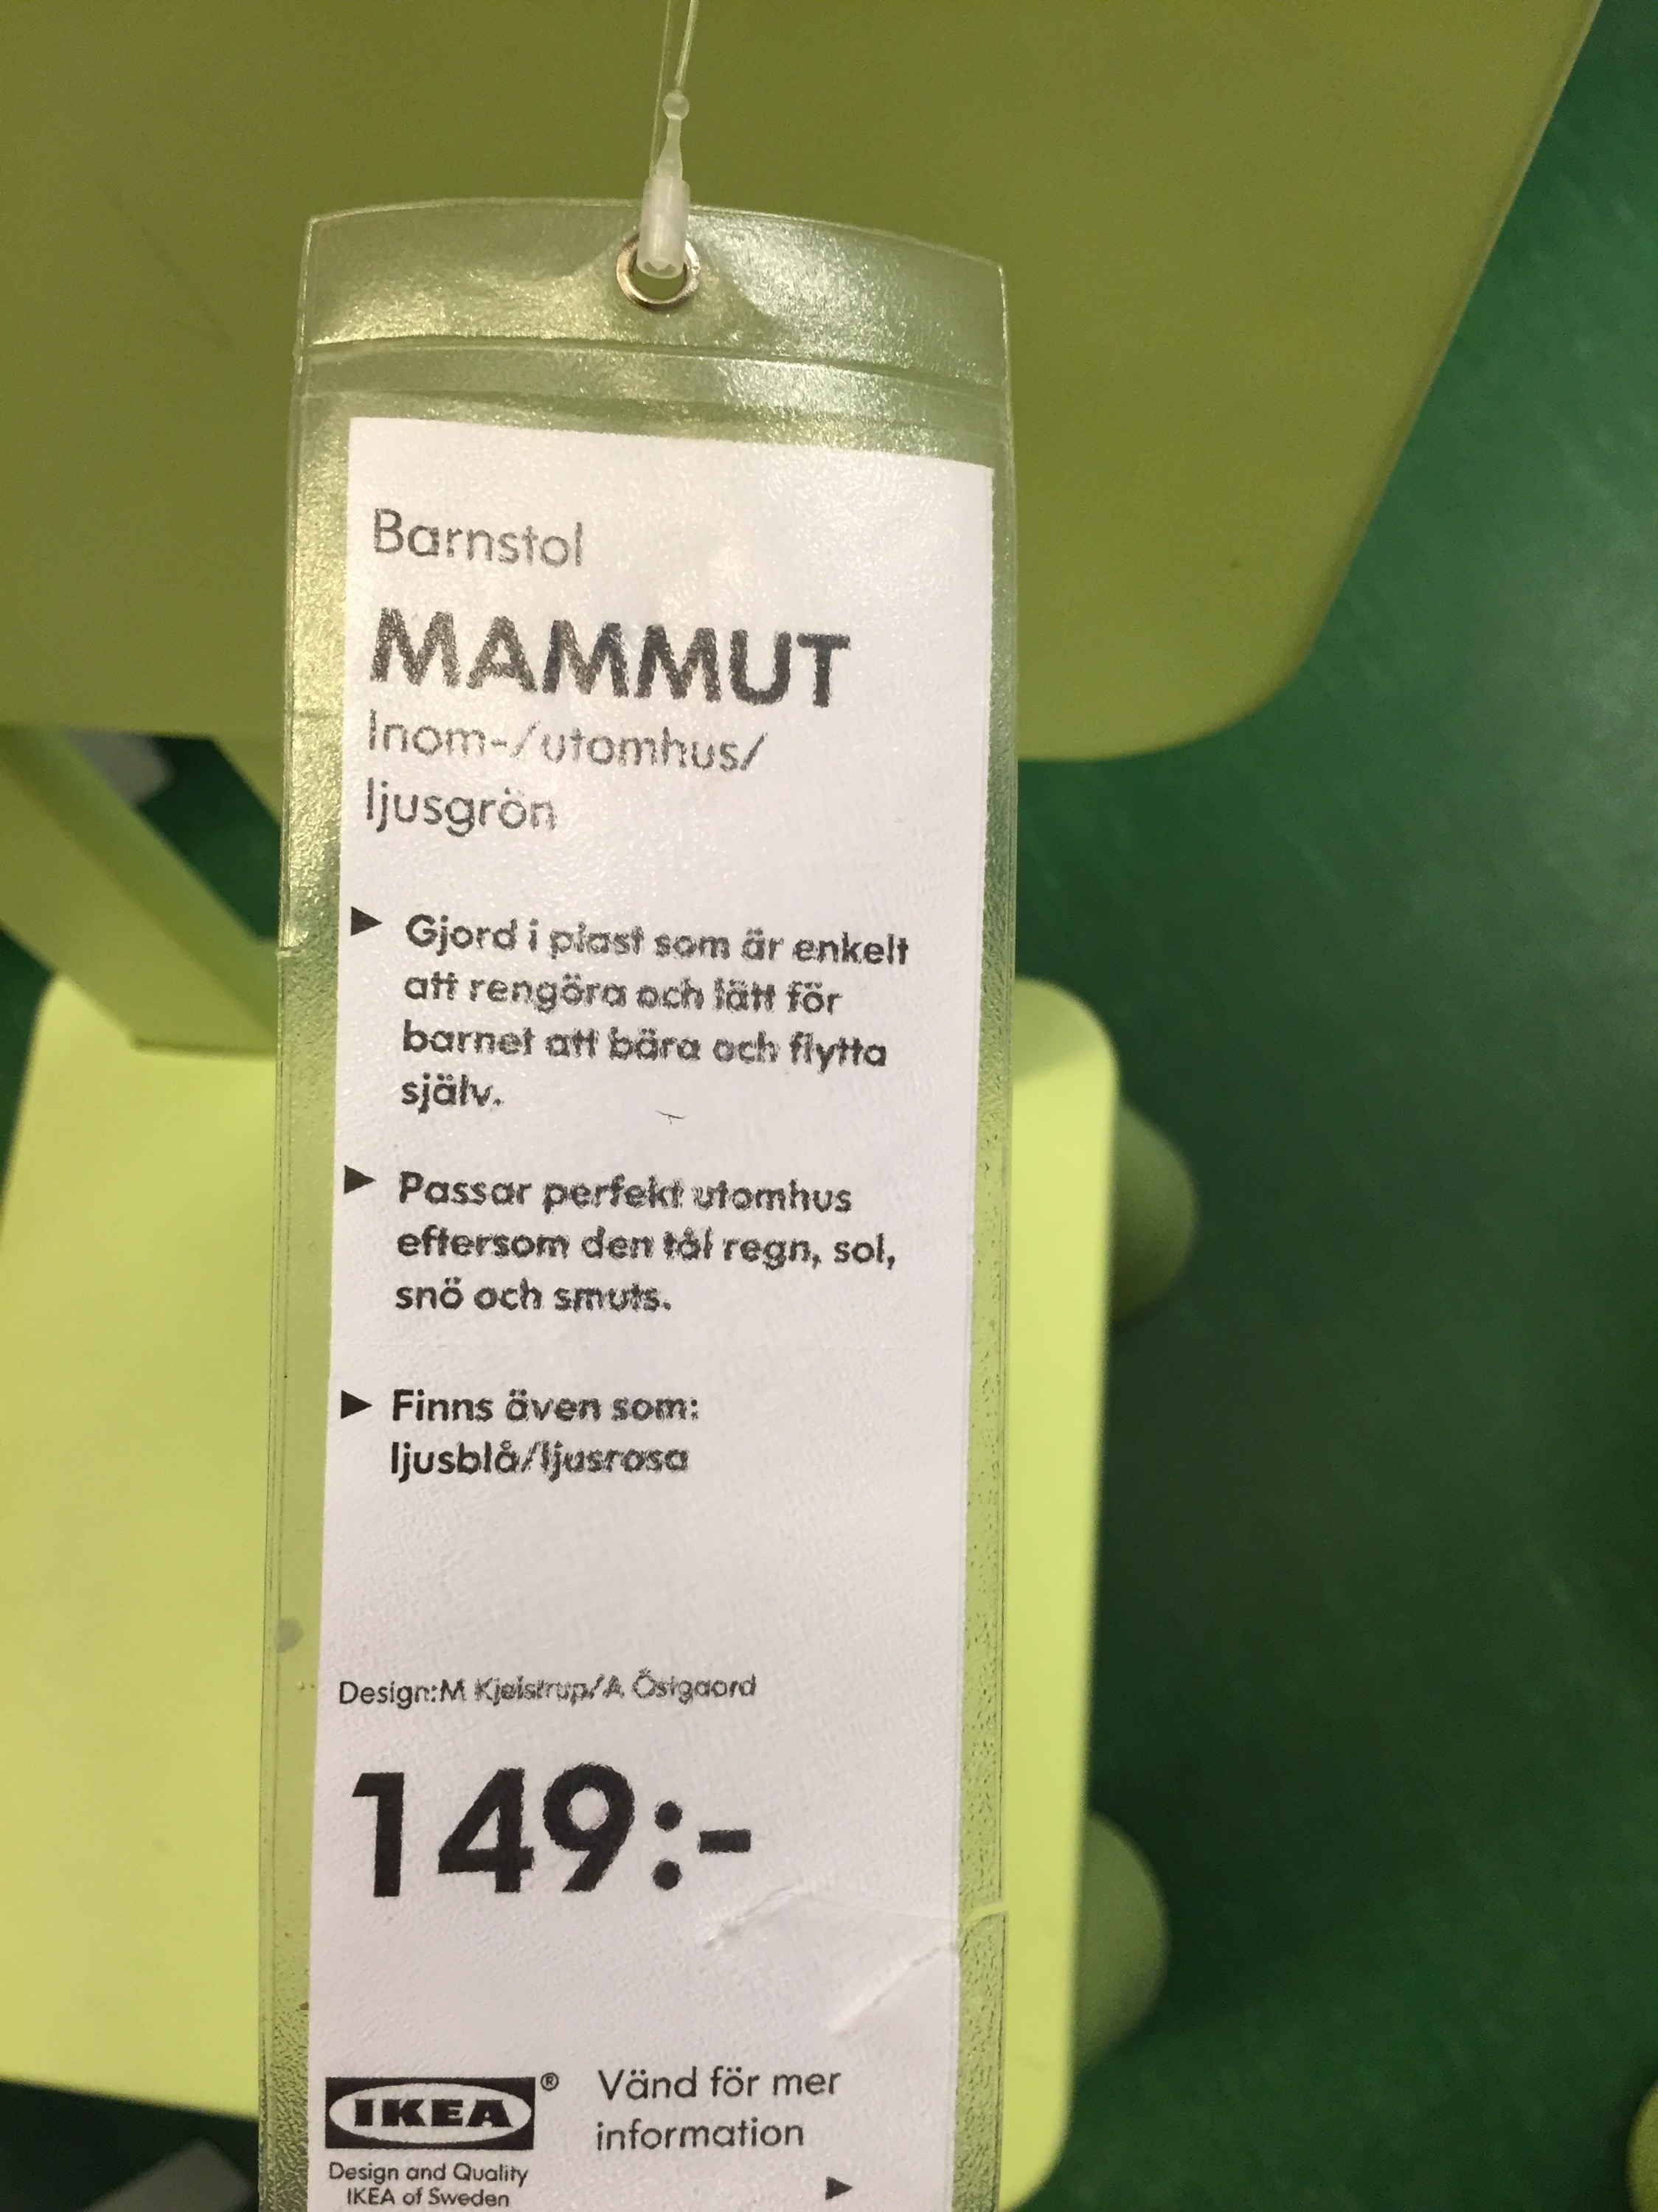 Barnstol
MAMMUT
Inom-/utomhus/
ljusgrön
► Gjord i plast som är enkelt
att rengöra och lätt för
barnet att bära och flytta
själv.
► Passar perfekt utomhus
eftersom den tål regn, sol,
snö och smuts.
► Finns även som:
ljusblå/ljusrosa
Design:M Kjelstrup/A Östgaard
149:-
IKEA®
Design and Quality
IKEA of Sweden
Vänd för mer
information
►